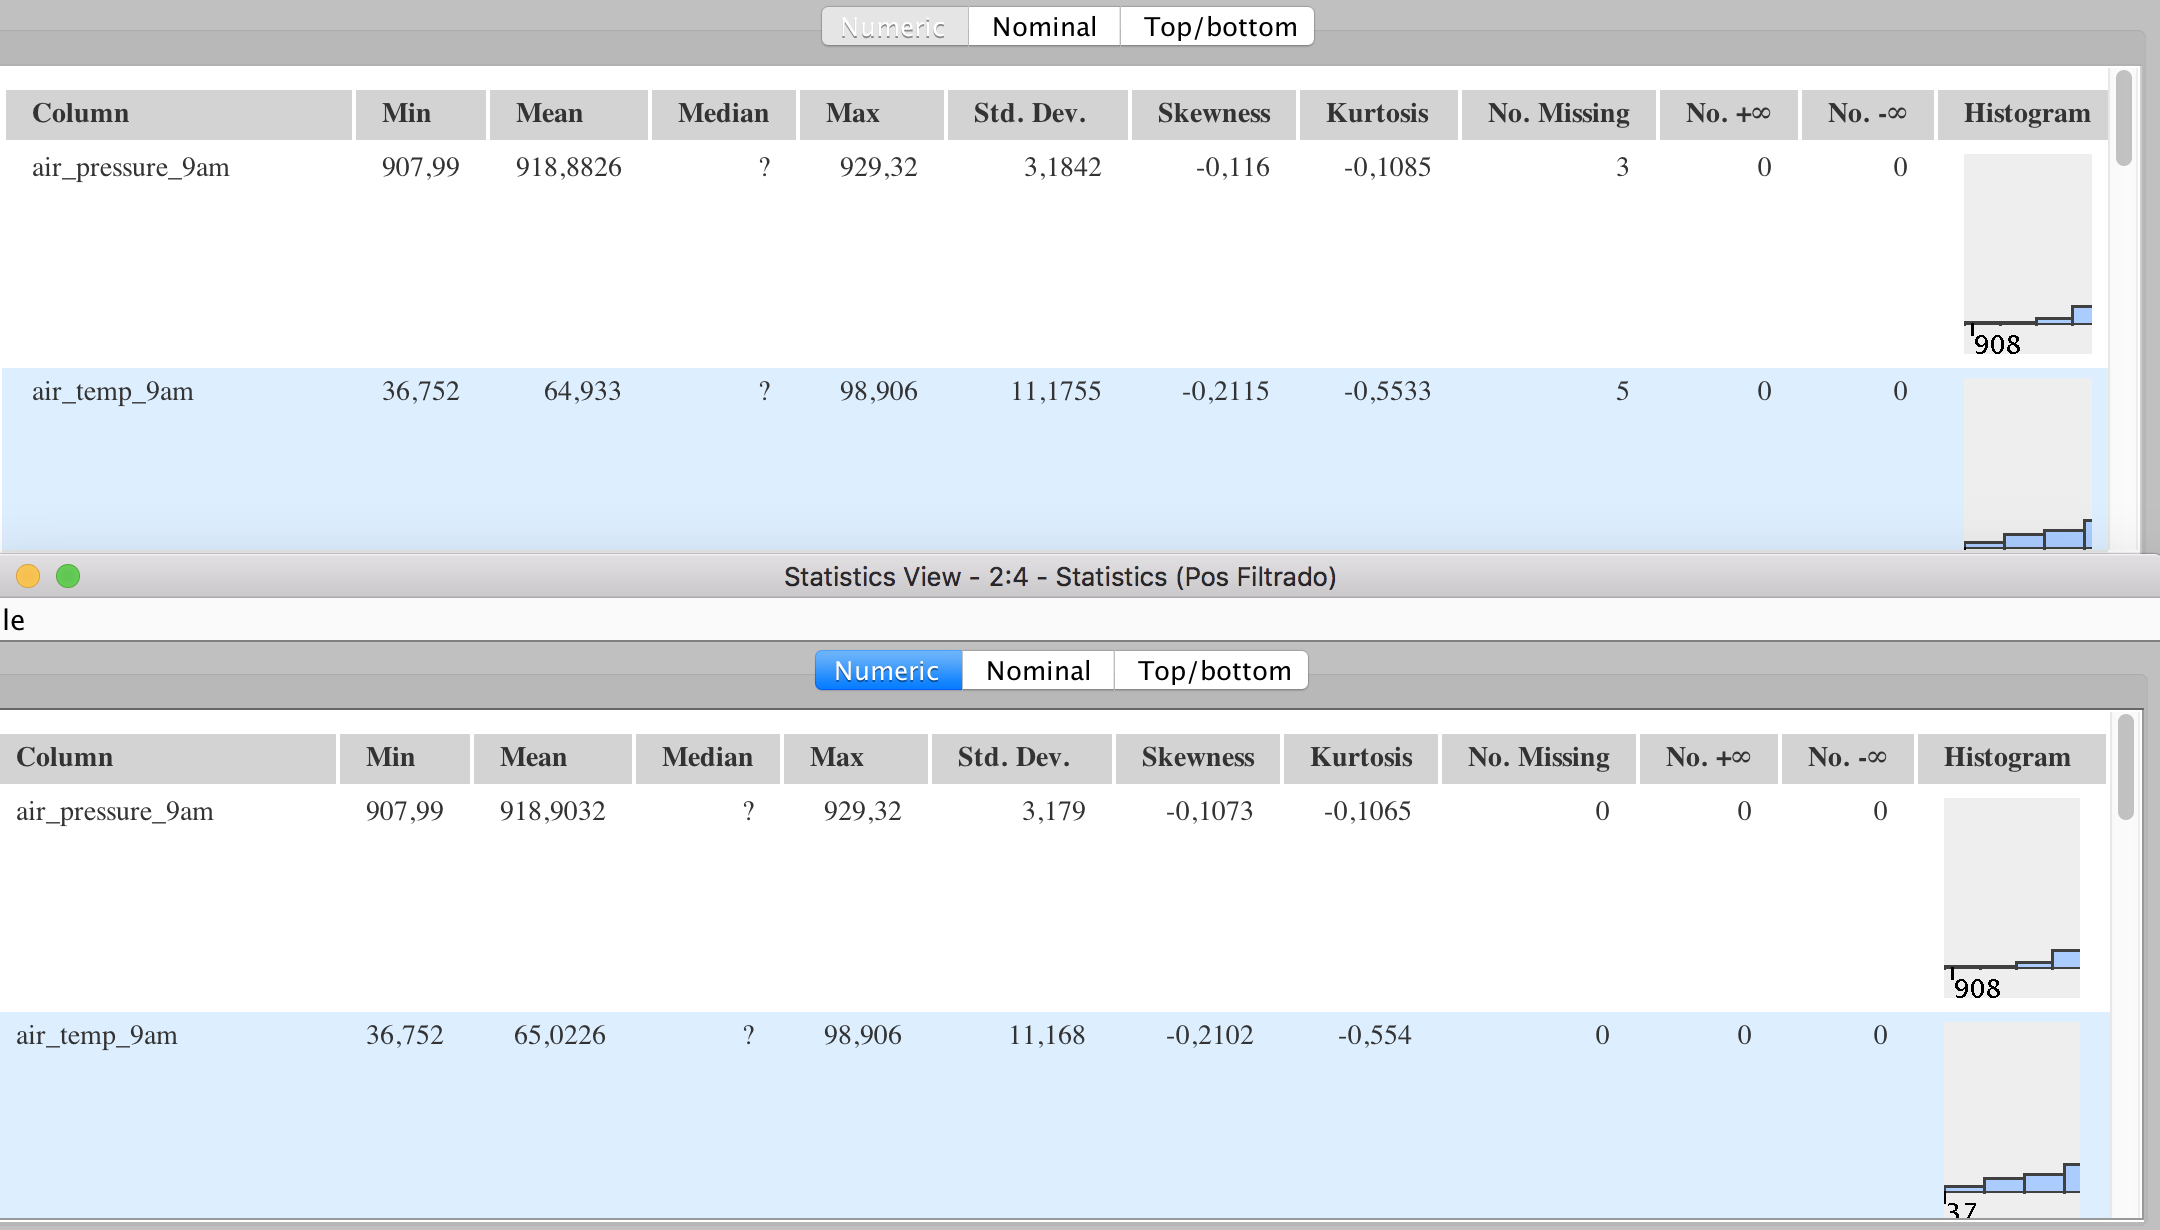 Numeric Nominal Top/bottom
Column Min Mean Median Max Std. Dev. Skewness Kurtosis No. Missing No. +∞ No. -∞ Histogram
air_pressure_9am 907,99 918,8826 ? 929,32 3,1842 -0,116 -0,1085 3 0 0
908
air_temp_9am 36,752 64,933 ? 98,906 11,1755 -0,2115 -0,5533 5 0 0
Statistics View - 2:4 - Statistics (Pos Filtrado)
le
Numeric Nominal Top/bottom
Column Min Mean Median Max Std. Dev. Skewness Kurtosis No. Missing No. +∞ No. -∞ Histogram
air_pressure_9am 907,99 918,9032 ? 929,32 3,179 -0,1073 -0,1065 0 0 0
908
air_temp_9am 36,752 65,0226 ? 98,906 11,168 -0,2102 -0,554 0 0 0
37